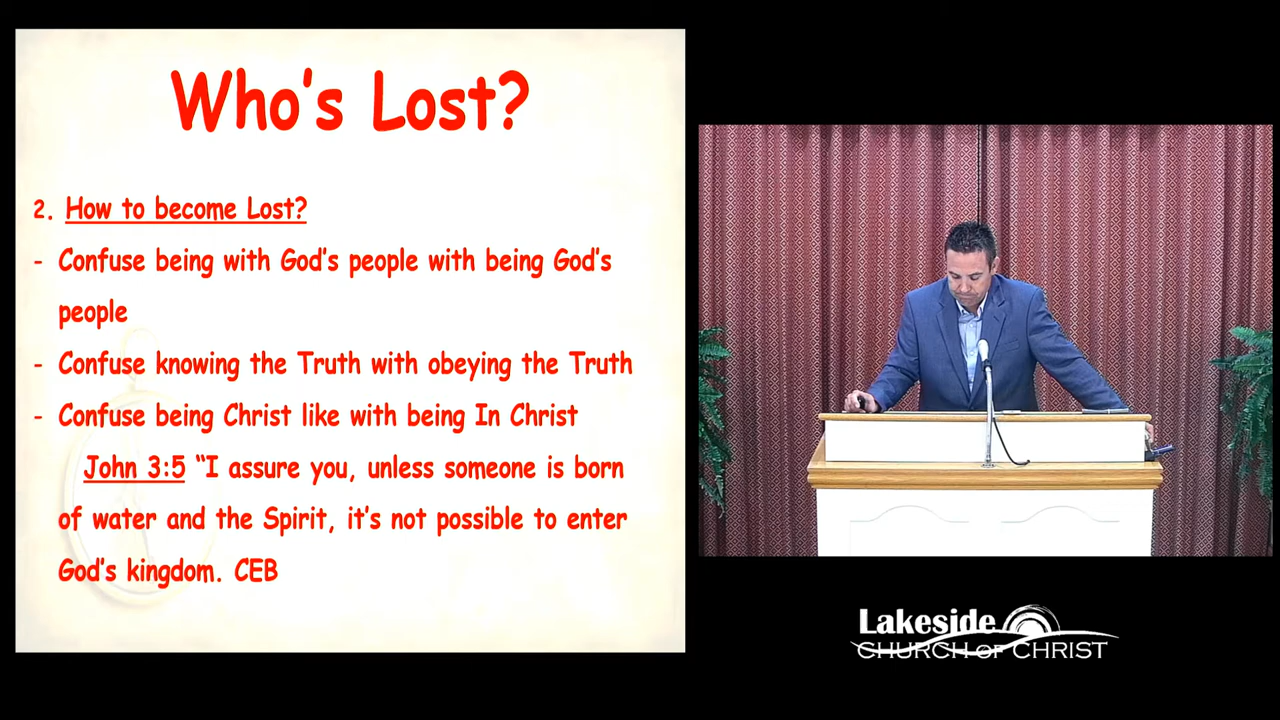 Who's Lost?
2. How to become Lost?
- Confuse being with God's people with being God's
people
- Confuse knowing the Truth with obeying the Truth
- Confuse being Christ like with being In Christ
John 3:5 “I assure you, unless someone is born
of water and the Spirit, it's not possible to enter
God's kingdom. CEB
Lakeside
CHURCH OF CHRIST